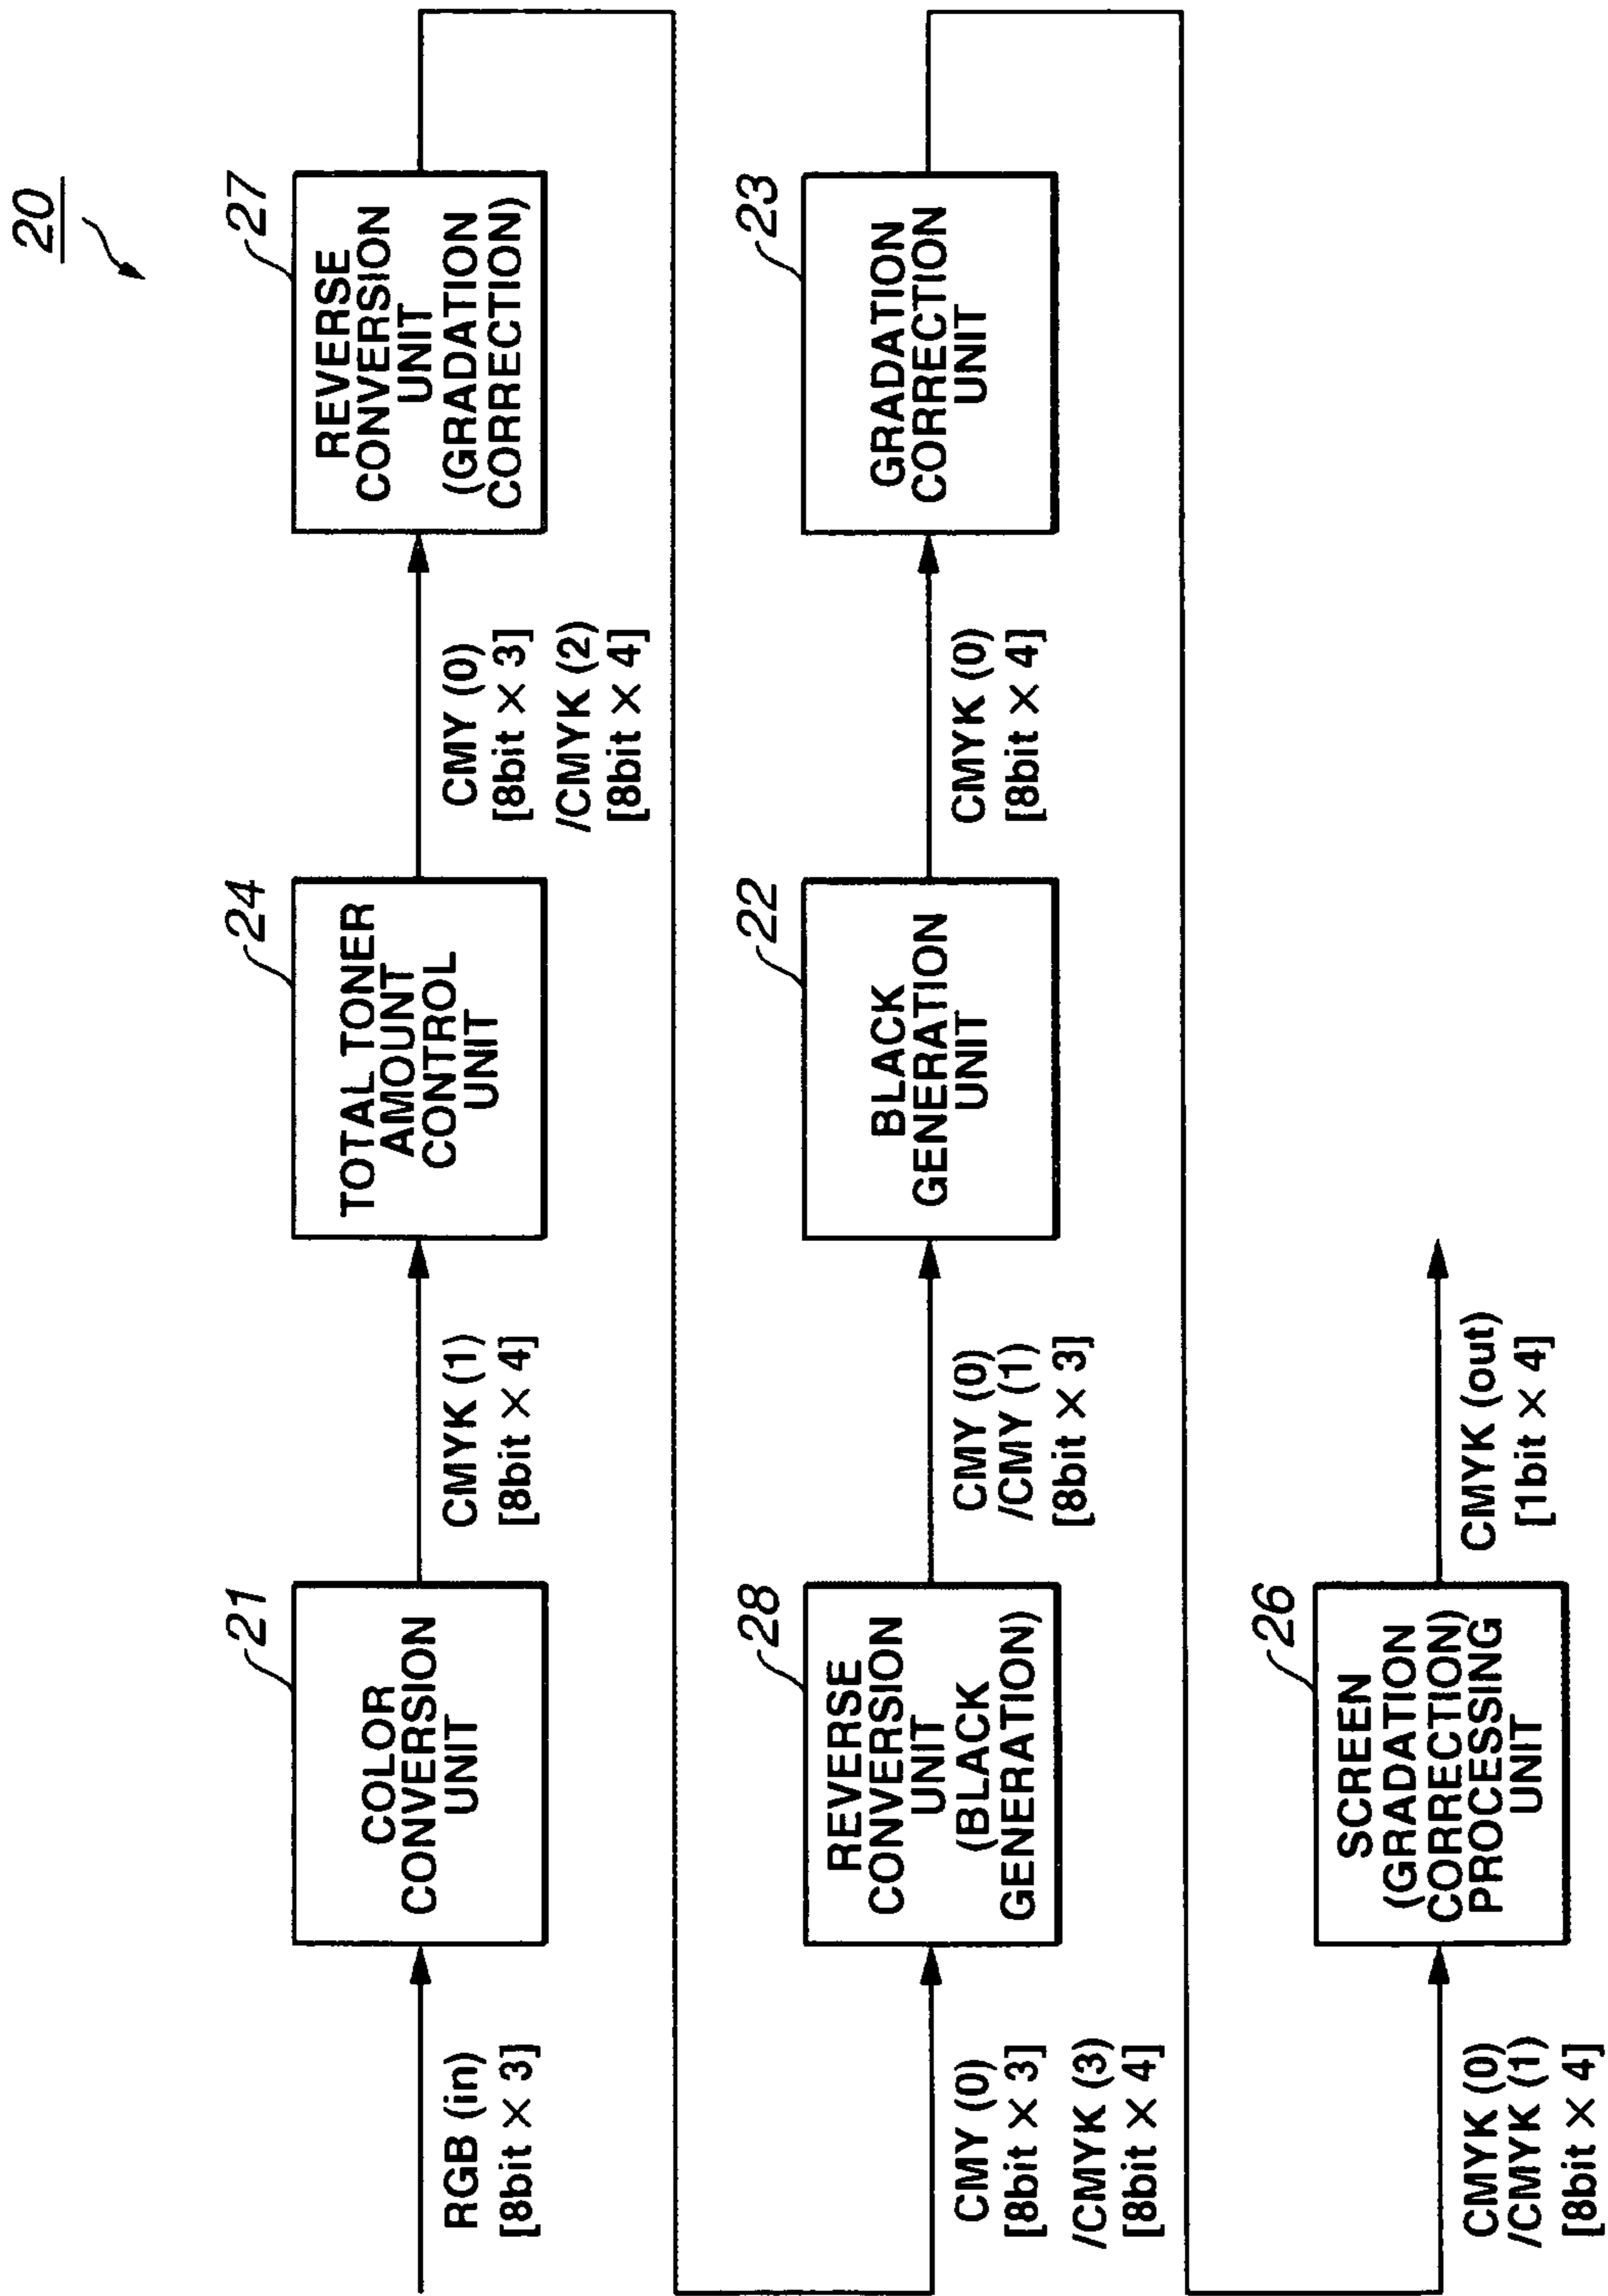 20
RGB (in)
[8bit × 3]
21
COLOR
CONVERSION
UNIT
CMYK (1)
[8bit × 4]
24
TOTAL TONER
AMOUNT
CONTROL
UNIT
CMY (0)
[8bit × 3]
/CMYK (2)
[8bit × 4]
27
REVERSE
CONVERSION
UNIT
(GRADATION
CORRECTION)
CMY (0)
[8bit × 3]
/CMYK (3)
[8bit × 4]
28
REVERSE
CONVERSION
UNIT
(BLACK
GENERATION)
CMY (0)
/CMY (1)
[8bit × 3]
22
BLACK
GENERATION
UNIT
CMYK (0)
[8bit × 4]
23
GRADATION
CORRECTION
UNIT
CMYK (0)
/CMYK (1)
[8bit × 4]
26
SCREEN
(GRADATION
CORRECTION)
PROCESSING
UNIT
CMYK (out)
[1bit × 4]